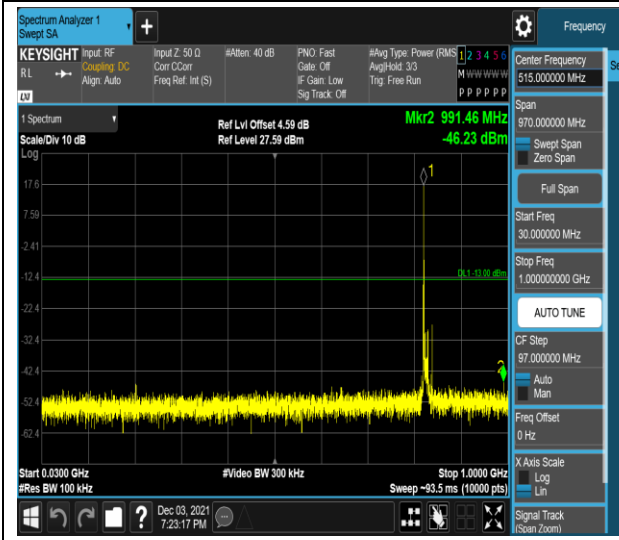 Spectrum Analyzer 1
Swept SA
+
Frequency
KEYSIGHT
RL
LXI
Input: RF
Coupling: DC
Align: Auto
Input Z: 50 Ω
Corr CCorr
Freq Ref: Int (S)
#Atten: 40 dB
PNO: Fast
Gate: Off
IF Gain: Low
Sig Track: Off
#Avg Type: Power (RMS
Avg|Hold: 3/3
Trig: Free Run
1 2 3 4 5 6
M W W W W W
P P P P P P
1 Spectrum
Scale/Div 10 dB
Ref Lvl Offset 4.59 dB
Ref Level 27.59 dBm
Mkr2 991.46 MHz
-46.23 dBm
Log
17.6
7.59
-2.41
-12.4
-22.4
-32.4
-42.4
-52.4
-62.4
1
DL1 -13.00 dBm
2
Start 0.0300 GHz
#Res BW 100 kHz
#Video BW 300 kHz
Stop 1.0000 GHz
Sweep ~93.5 ms (10000 pts)
?
Dec 03, 2021
7:23:17 PM
Center Frequency
515.000000 MHz
Span
970.000000 MHz
Swept Span
Zero Span
Full Span
Start Freq
30.000000 MHz
Stop Freq
1.000000000 GHz
AUTO TUNE
CF Step
97.000000 MHz
Auto
Man
Freq Offset
0 Hz
X Axis Scale
Log
Lin
Signal Track
(Span Zoom)
Se